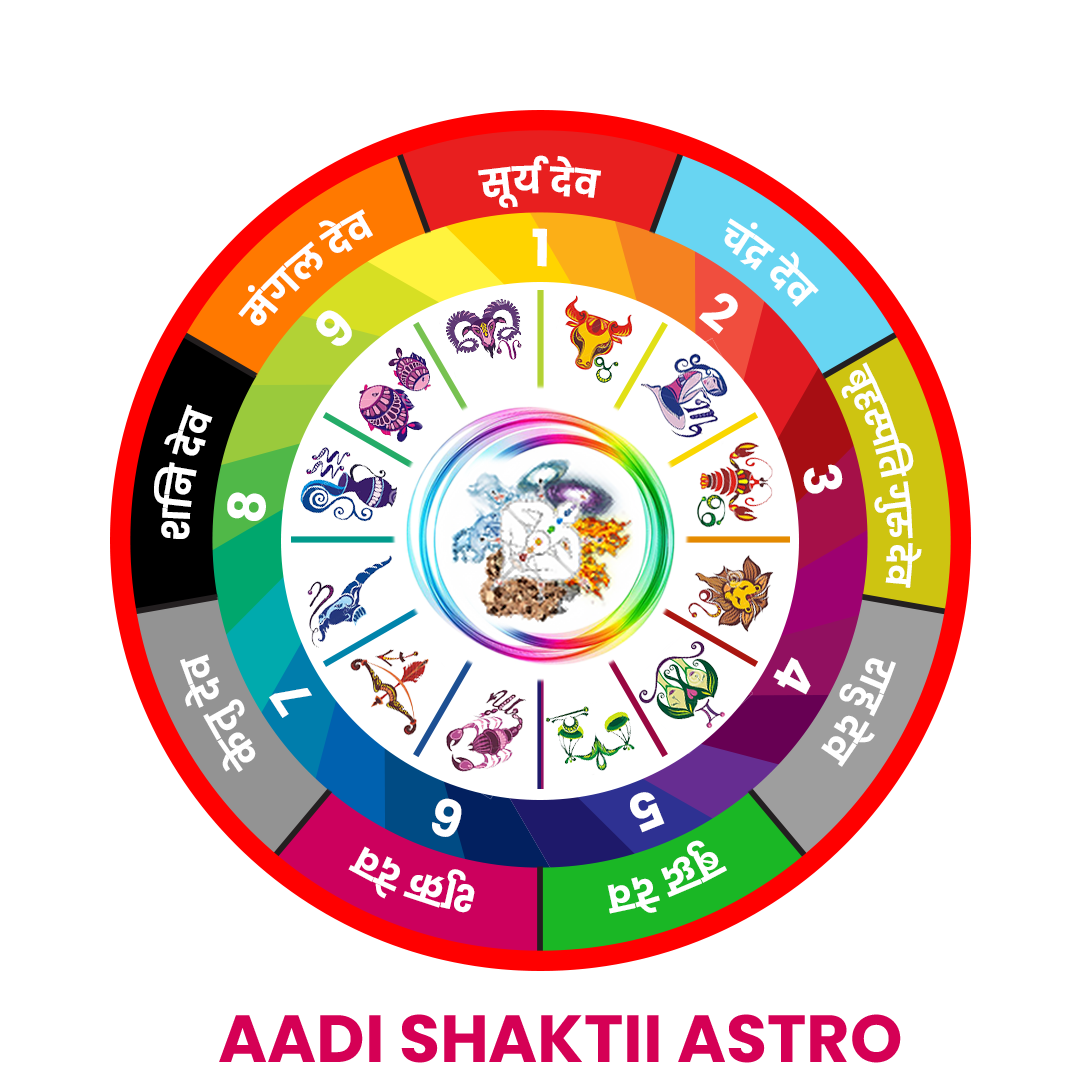 सूर्य देव
चंद्र देव
बृहस्पति गुरु देव
राहु देव
बुद्ध देव
शुक्र देव
केतु देव
शनि देव
मंगल देव
1
2
3
4
5
6
7
8
9
AADI SHAKTII ASTRO